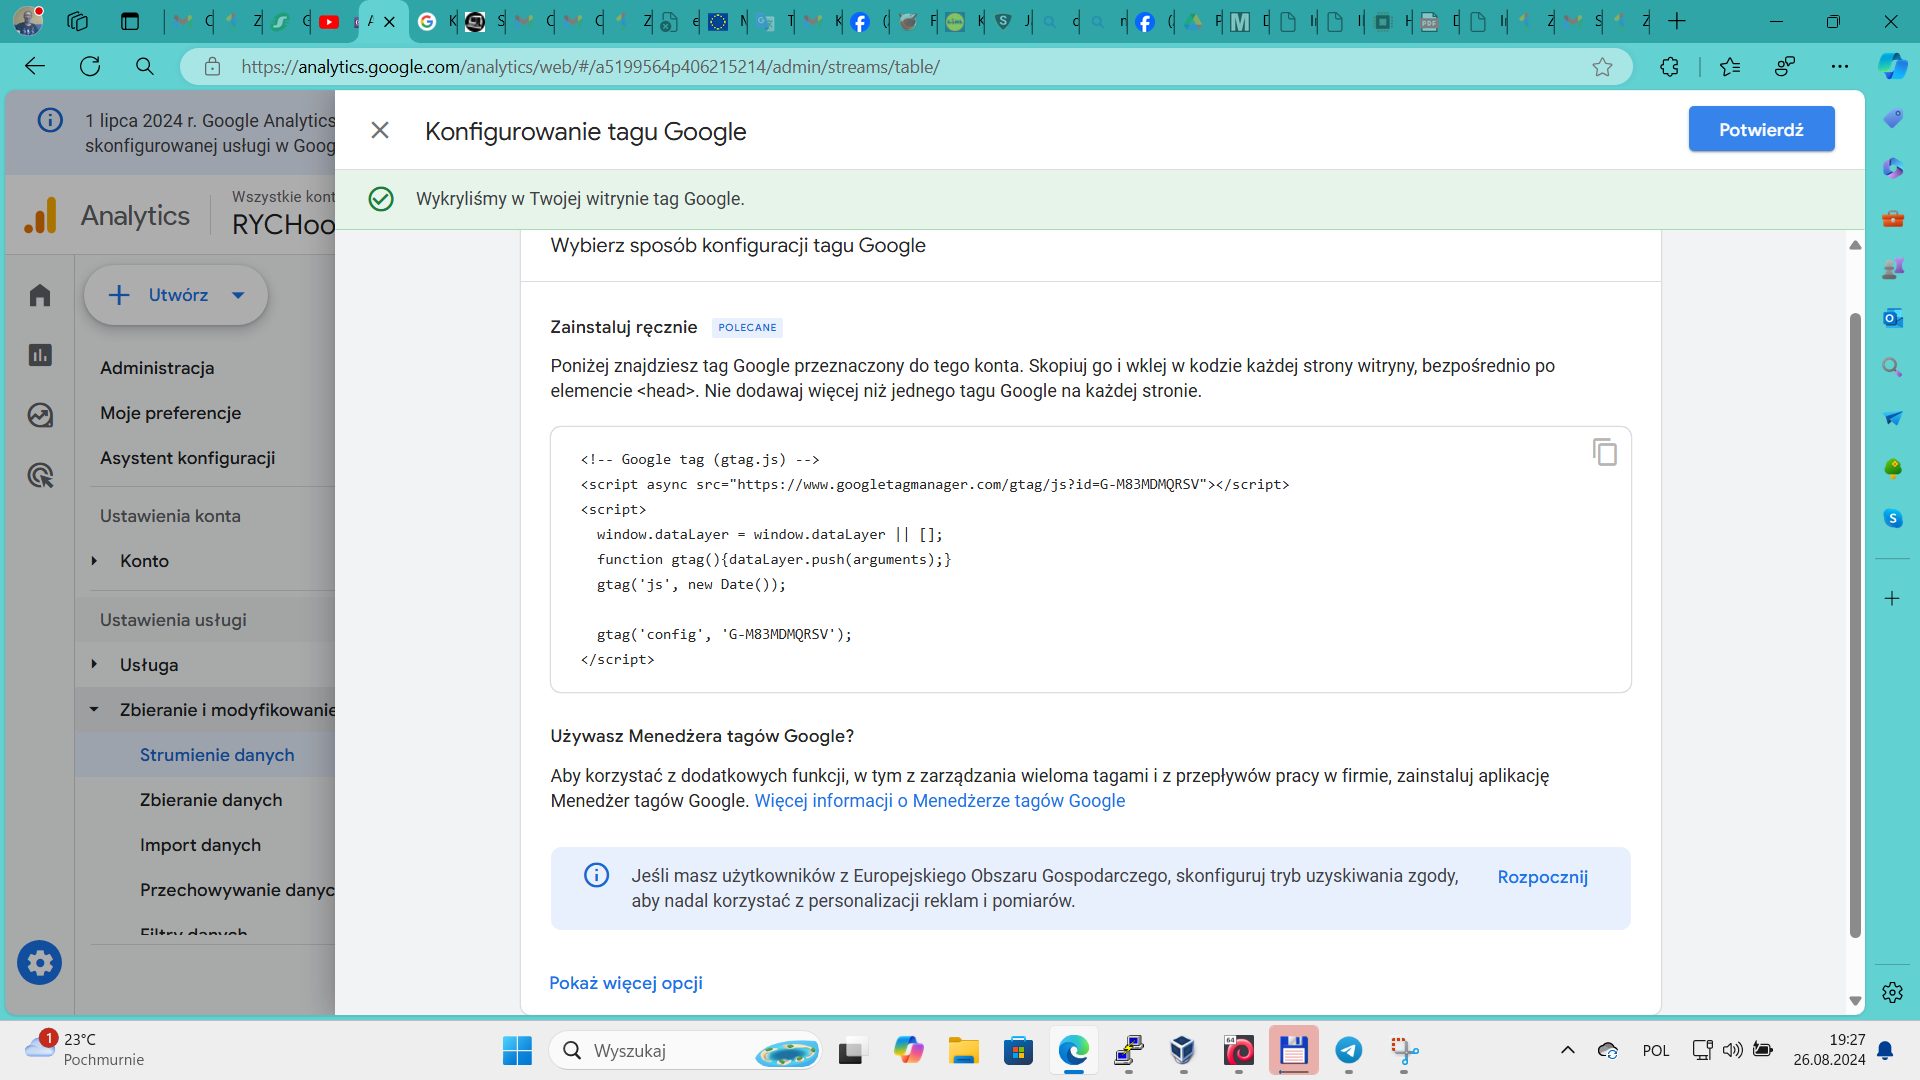 https://analytics.google.com/analytics/web/#/a5199564p406215214/admin/streams/table/
1 lipca 2024 r. Google Analytics
skonfigurowanej usługi w Goog
Analytics
Wszystkie kont
RYCHoo
Utwórz
Administracja
Moje preferencje
Asystent konfiguracji
Ustawienia konta
Konto
Ustawienia usługi
Usługa
Zbieranie i modyfikowanie
Strumienie danych
Zbieranie danych
Import danych
Przechowywanie danyc
Filtry danych
Konfigurowanie tagu Google
Potwierdź
Wykryliśmy w Twojej witrynie tag Google.
Wybierz sposób konfiguracji tagu Google
Zainstaluj ręcznie POLECANE
Poniżej znajdziesz tag Google przeznaczony do tego konta. Skopiuj go i wklej w kodzie każdej strony witryny, bezpośrednio po
elemencie <head>. Nie dodawaj więcej niż jednego tagu Google na każdej stronie.
<!-- Google tag (gtag.js) -->
<script async src="https://www.googletagmanager.com/gtag/js?id=G-M83MDMQRSV"></script>
<script>
window.dataLayer = window.dataLayer || [];
function gtag(){dataLayer.push(arguments);}
gtag('js', new Date());
gtag('config', 'G-M83MDMQRSV');
</script>
Używasz Menedżera tagów Google?
Aby korzystać z dodatkowych funkcji, w tym z zarządzania wieloma tagami i z przepływów pracy w firmie, zainstaluj aplikację
Menedżer tagów Google. Więcej informacji o Menedżerze tagów Google
Jeśli masz użytkowników z Europejskiego Obszaru Gospodarczego, skonfiguruj tryb uzyskiwania zgody,
aby nadal korzystać z personalizacji reklam i pomiarów.
Rozpocznij
Pokaż więcej opcji
1
23°C
Pochmurnie
Wyszukaj
POL
19:27
26.08.2024